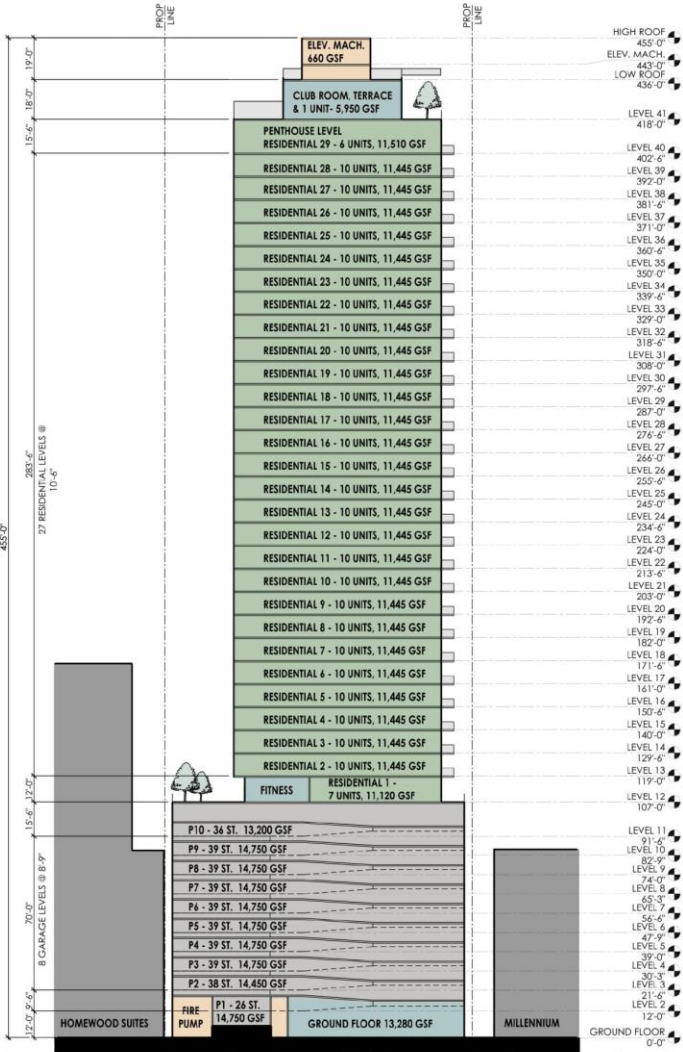 PROP
LINE
PROP
LINE
HIGH ROOF
455'-0"
ELEV. MACH.
443'-0"
LOW ROOF
436'-0"
LEVEL 41
418'-0"
LEVEL 40
402'-6"
LEVEL 39
392'-0"
LEVEL 38
381'-6"
LEVEL 37
371'-0"
LEVEL 36
360'-6"
LEVEL 35
350'-0"
LEVEL 34
339'-6"
LEVEL 33
329'-0"
LEVEL 32
318'-6"
LEVEL 31
308'-0"
LEVEL 30
297'-6"
LEVEL 29
287'-0"
LEVEL 28
276'-6"
LEVEL 27
266'-0"
LEVEL 26
255'-6"
LEVEL 25
245'-0"
LEVEL 24
234'-6"
LEVEL 23
224'-0"
LEVEL 22
213'-6"
LEVEL 21
203'-0"
LEVEL 20
192'-6"
LEVEL 19
182'-0"
LEVEL 18
171'-6"
LEVEL 17
161'-0"
LEVEL 16
150'-6"
LEVEL 15
140'-0"
LEVEL 14
129'-6"
LEVEL 13
119'-0"
LEVEL 12
107'-0"
LEVEL 11
91'-6"
LEVEL 10
82'-9"
LEVEL 9
74'-0"
LEVEL 8
65'-3"
LEVEL 7
56'-6"
LEVEL 6
47'-9"
LEVEL 5
39'-0"
LEVEL 4
30'-3"
LEVEL 3
21'-6"
LEVEL 2
12'-0"
GROUND FLOOR
0'-0"
ELEV. MACH.
660 GSF
CLUB ROOM, TERRACE
& 1 UNIT- 5,950 GSF
PENTHOUSE LEVEL
RESIDENTIAL 29 - 6 UNITS, 11,510 GSF
RESIDENTIAL 28 - 10 UNITS, 11,445 GSF
RESIDENTIAL 27 - 10 UNITS, 11,445 GSF
RESIDENTIAL 26 - 10 UNITS, 11,445 GSF
RESIDENTIAL 25 - 10 UNITS, 11,445 GSF
RESIDENTIAL 24 - 10 UNITS, 11,445 GSF
RESIDENTIAL 23 - 10 UNITS, 11,445 GSF
RESIDENTIAL 22 - 10 UNITS, 11,445 GSF
RESIDENTIAL 21 - 10 UNITS, 11,445 GSF
RESIDENTIAL 20 - 10 UNITS, 11,445 GSF
RESIDENTIAL 19 - 10 UNITS, 11,445 GSF
RESIDENTIAL 18 - 10 UNITS, 11,445 GSF
RESIDENTIAL 17 - 10 UNITS, 11,445 GSF
RESIDENTIAL 16 - 10 UNITS, 11,445 GSF
RESIDENTIAL 15 - 10 UNITS, 11,445 GSF
RESIDENTIAL 14 - 10 UNITS, 11,445 GSF
RESIDENTIAL 13 - 10 UNITS, 11,445 GSF
RESIDENTIAL 12 - 10 UNITS, 11,445 GSF
RESIDENTIAL 11 - 10 UNITS, 11,445 GSF
RESIDENTIAL 10 - 10 UNITS, 11,445 GSF
RESIDENTIAL 9 - 10 UNITS, 11,445 GSF
RESIDENTIAL 8 - 10 UNITS, 11,445 GSF
RESIDENTIAL 7 - 10 UNITS, 11,445 GSF
RESIDENTIAL 6 - 10 UNITS, 11,445 GSF
RESIDENTIAL 5 - 10 UNITS, 11,445 GSF
RESIDENTIAL 4 - 10 UNITS, 11,445 GSF
RESIDENTIAL 3 - 10 UNITS, 11,445 GSF
RESIDENTIAL 2 - 10 UNITS, 11,445 GSF
FITNESS
RESIDENTIAL 1 -
7 UNITS, 11,120 GSF
P10 - 36 ST. 13,200 GSF
P9 - 39 ST. 14,750 GSF
P8 - 39 ST. 14,750 GSF
P7 - 39 ST. 14,750 GSF
P6 - 39 ST. 14,750 GSF
P5 - 39 ST. 14,750 GSF
P4 - 39 ST. 14,750 GSF
P3 - 39 ST. 14,750 GSF
P2 - 38 ST. 14,450 GSF
FIRE
PUMP
P1 - 26 ST.
14,750 GSF
GROUND FLOOR 13,280 GSF
HOMEWOOD SUITES
MILLENNIUM
19'-0"
18'-0"
15'-6"
283'-6"
27 RESIDENTIAL LEVELS @
10'-6"
455'-0"
12'-0"
15'-6"
70'-0"
8 GARAGE LEVELS @ 8'-9"
9'-6"
12'-0"